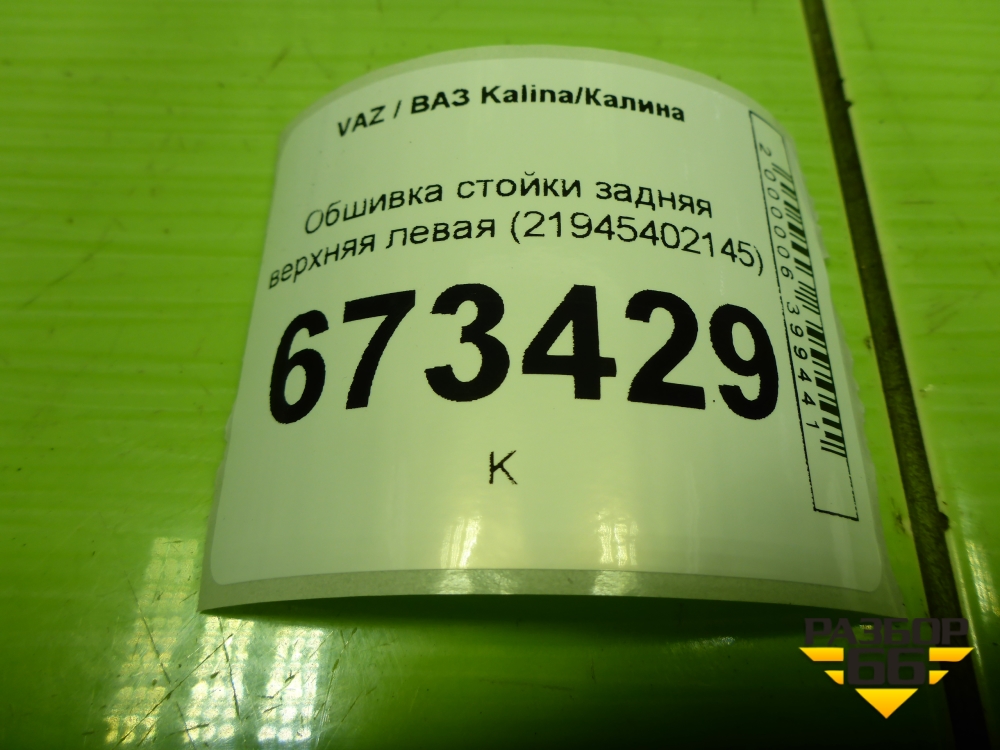 VAZ / ВАЗ Kalina/Калина
Обшивка стойки задняя
верхняя левая (21945402145)
673429
К
2000006399441
РАЗБОР
66